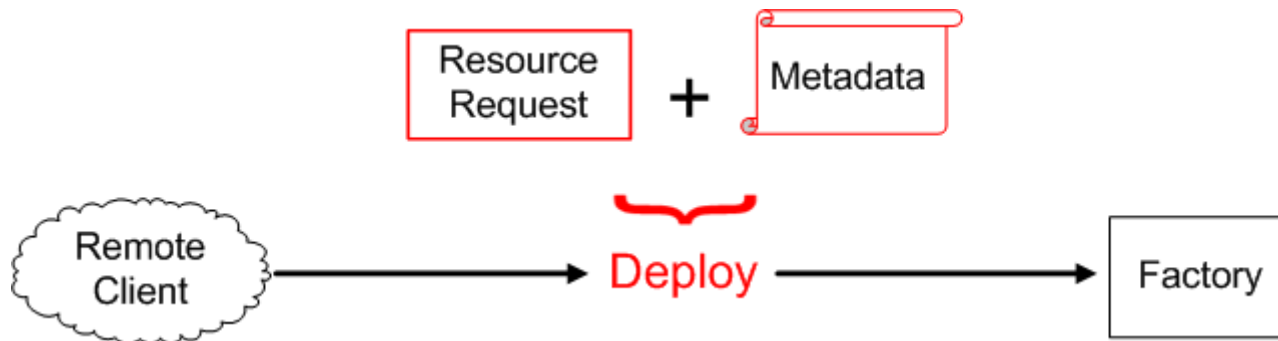 Resource
Request
+
Metadata
Remote
Client
Deploy
Factory